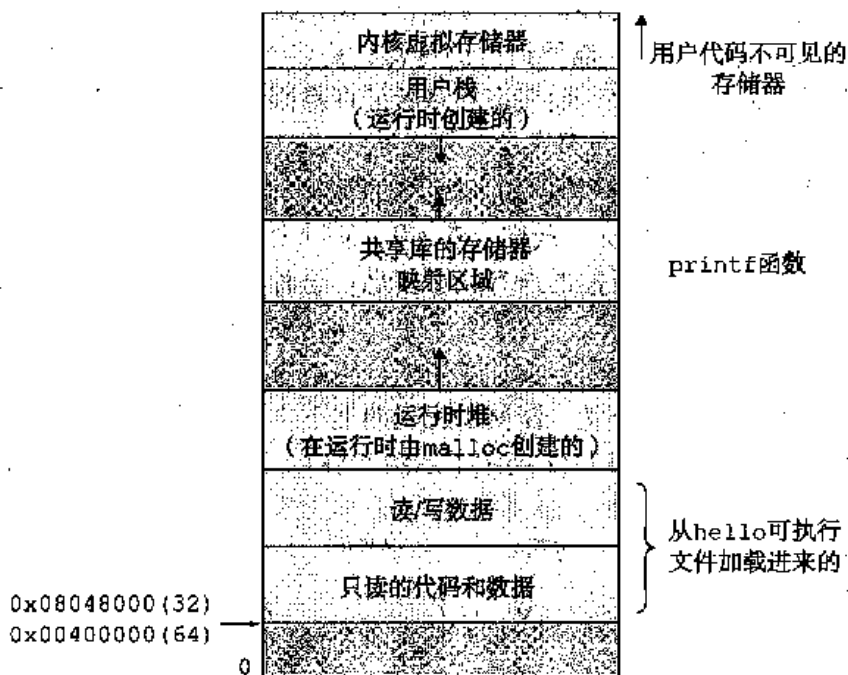 内核虚拟存储器
用户代码不可见的
存储器
用户栈
（运行时创建的）
共享库的存储器
映射区域
printf函数
运行时堆
（在运行时由malloc创建的）
读/写数据
从hello可执行
文件加载进来的
只读的代码和数据
0x08048000(32)
0x00400000(64)
0